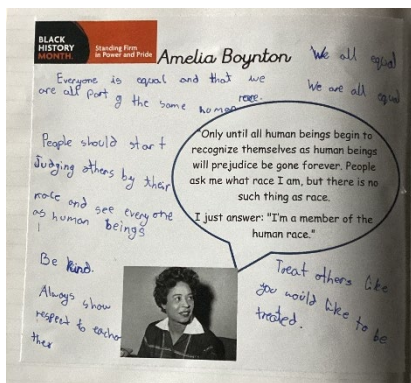 BLACK
HISTORY
MONTH.
Standing Firm
in Power and Pride
Amelia Boynton
We all equal
We are all equal
Everyone is equal and that we
are all part of the same human
race.
"Only until all human beings begin to
recognize themselves as human beings
will prejudice be gone forever. People
ask me what race I am, but there is no
such thing as race.
I just answer: "I'm a member of the
human race."
People should start
Judging others by their
race and see everyone
as human beings
Be kind.
Always show
respect to eacho
ther
Treat others like
you would like to be
treated.